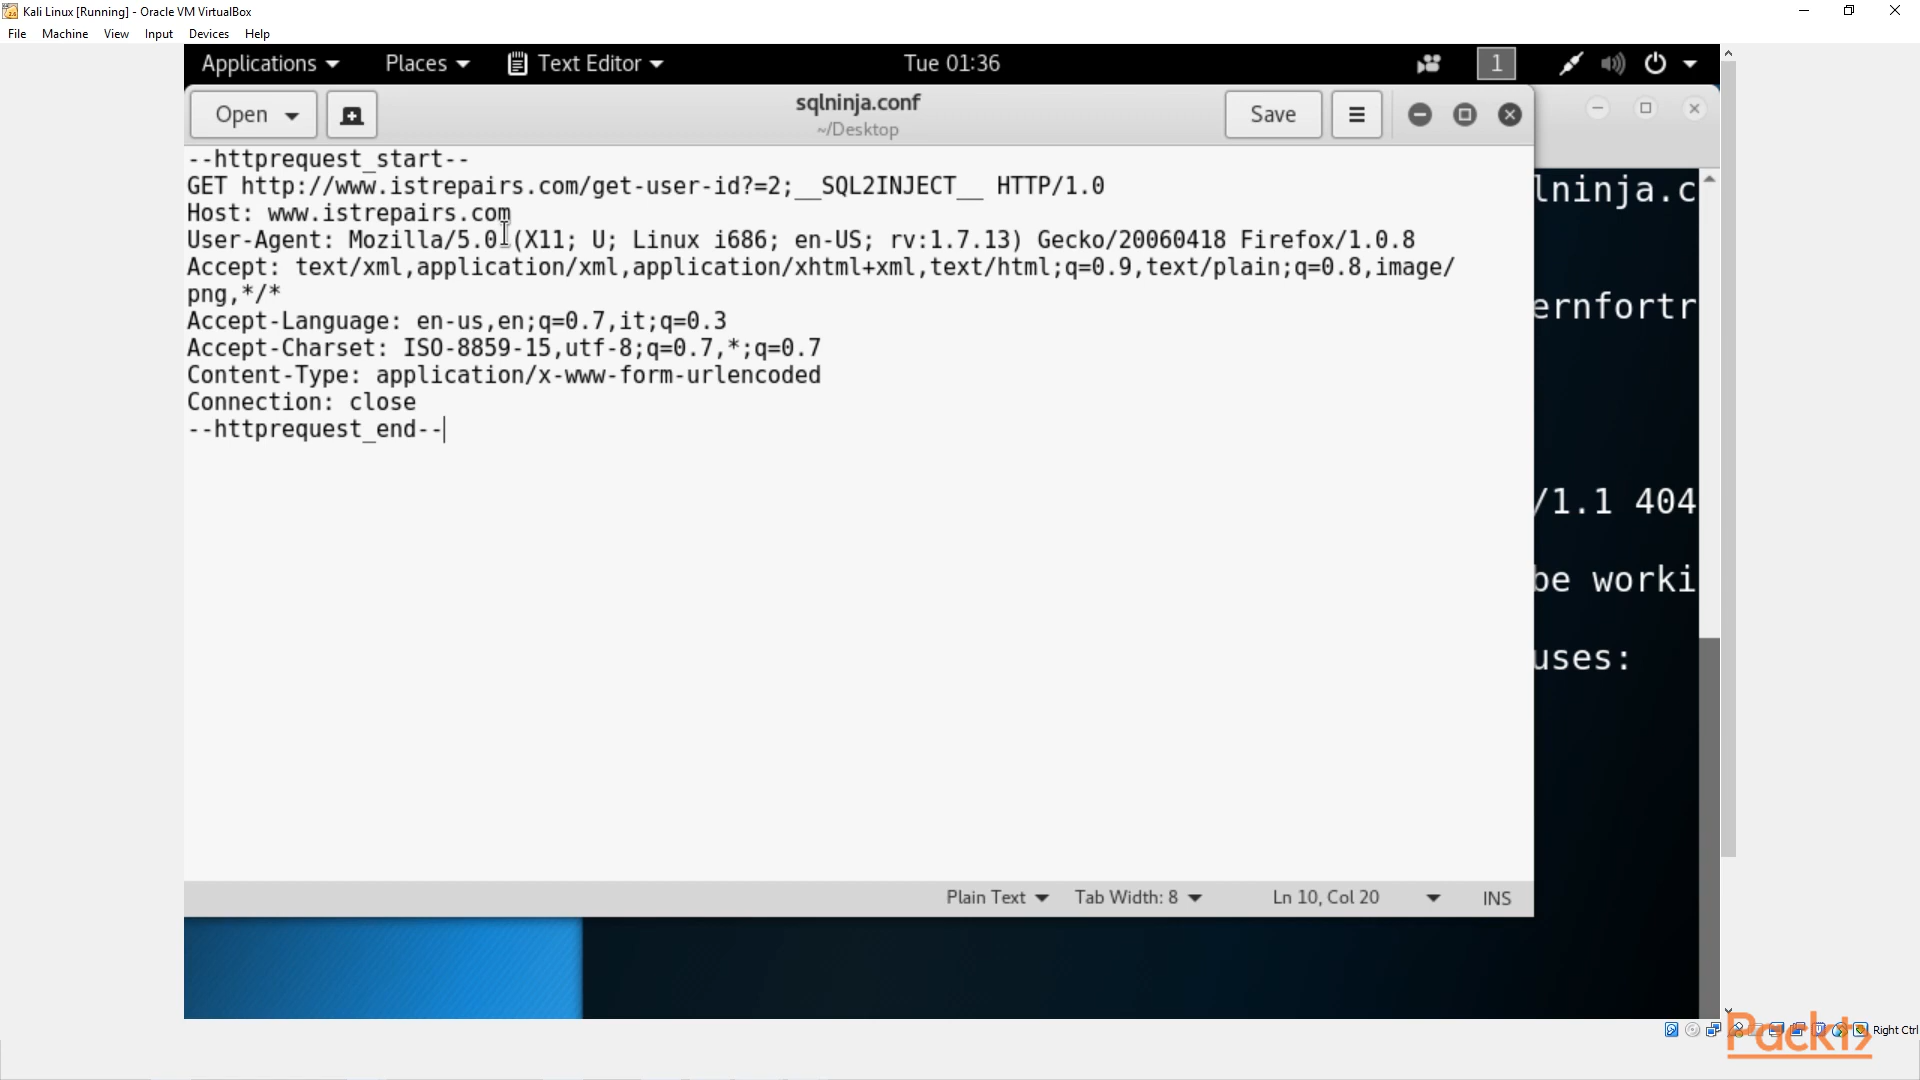 Kali Linux [Running] - Oracle VM VirtualBox
File Machine View Input Devices Help
Applications Places Text Editor Tue 01:36 1
Open sqlninja.conf Save
~/Desktop
--httprequest_start--
GET http://www.istrepairs.com/get-user-id?=2;__SQL2INJECT__ HTTP/1.0
Host: www.istrepairs.com
User-Agent: Mozilla/5.0 (X11; U; Linux i686; en-US; rv:1.7.13) Gecko/20060418 Firefox/1.0.8
Accept: text/xml,application/xml,application/xhtml+xml,text/html;q=0.9,text/plain;q=0.8,image/
png,*/*
Accept-Language: en-us,en;q=0.7,it;q=0.3
Accept-Charset: ISO-8859-15,utf-8;q=0.7,*;q=0.7
Content-Type: application/x-www-form-urlencoded
Connection: close
--httprequest_end--
lninja.c
ernfortr
/1.1 404
be worki
uses:
Plain Text Tab Width: 8 Ln 10, Col 20 INS
Right Ctrl
Packt>